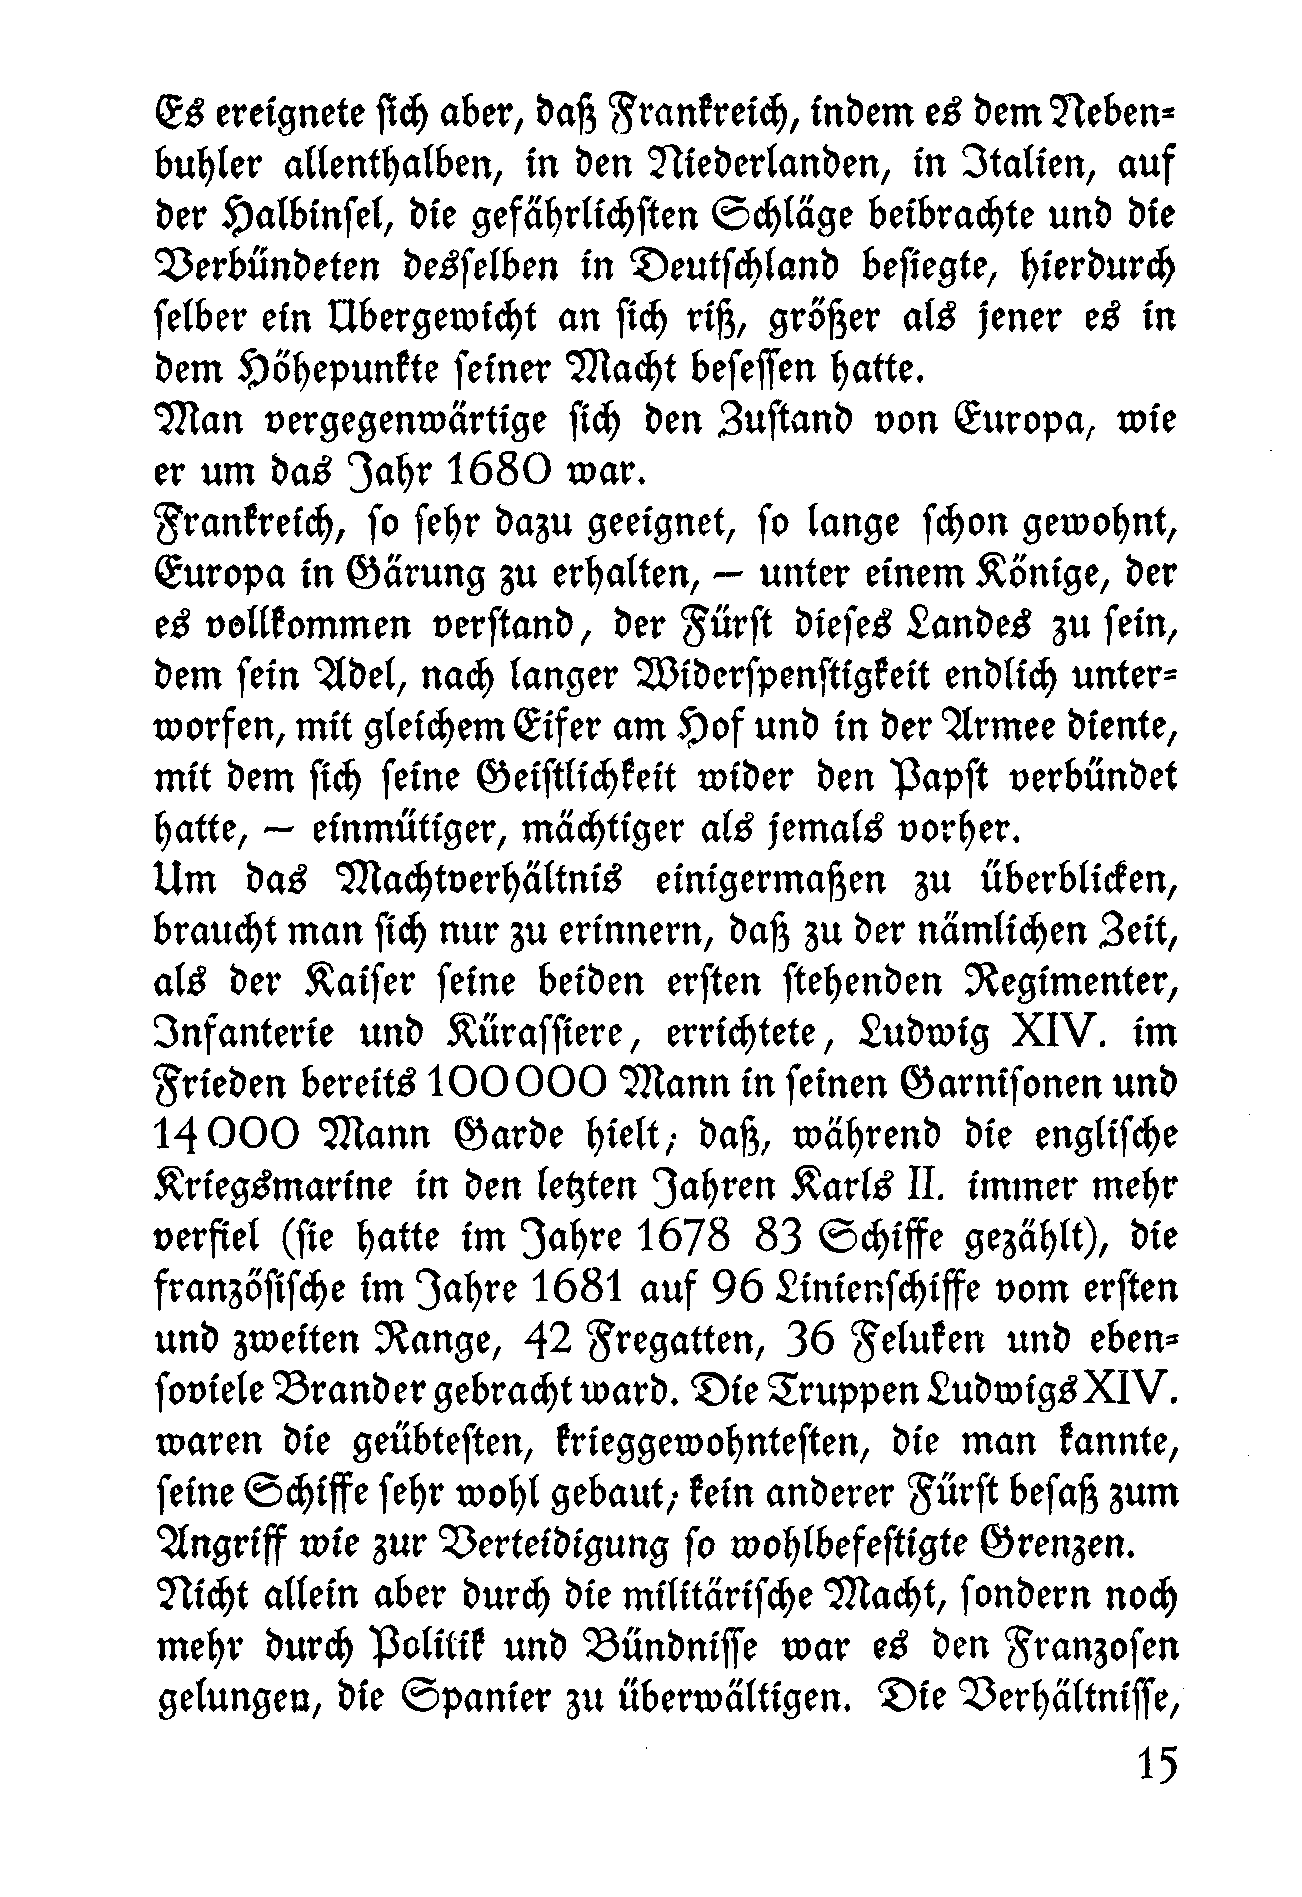 Es ereignete sich aber, daß Frankreich, indem es dem Neben-
buhler allenthalben, in den Niederlanden, in Italien, auf
der Halbinsel, die gefährlichsten Schläge beibrachte und die
Verbündeten desselben in Deutschland besiegte, hierdurch
selber ein Übergewicht an sich riß, größer als jener es in
dem Höhepunkte seiner Macht besessen hatte.
Man vergegenwärtige sich den Zustand von Europa, wie
er um das Jahr 1680 war.
Frankreich, so sehr dazu geeignet, so lange schon gewohnt,
Europa in Gärung zu erhalten, — unter einem Könige, der
es vollkommen verstand, der Fürst dieses Landes zu sein,
dem sein Adel, nach langer Widerspenstigkeit endlich unter-
worfen, mit gleichem Eifer am Hof und in der Armee diente,
mit dem sich seine Geistlichkeit wider den Papst verbündet
hatte, — einmütiger, mächtiger als jemals vorher.
Um das Machtverhältnis einigermaßen zu überblicken,
braucht man sich nur zu erinnern, daß zu der nämlichen Zeit,
als der Kaiser seine beiden ersten stehenden Regimenter,
Infanterie und Kürassiere, errichtete, Ludwig XIV. im
Frieden bereits 100000 Mann in seinen Garnisonen und
14000 Mann Garde hielt; daß, während die englische
Kriegsmarine in den letzten Jahren Karls II. immer mehr
verfiel (sie hatte im Jahre 1678 83 Schiffe gezählt), die
französische im Jahre 1681 auf 96 Linienschiffe vom ersten
und zweiten Range, 42 Fregatten, 36 Feluken und eben-
soviele Brander gebracht ward. Die Truppen Ludwigs XIV.
waren die geübtesten, krieggewohntesten, die man kannte,
seine Schiffe sehr wohl gebaut; kein anderer Fürst besaß zum
Angriff wie zur Verteidigung so wohlbefestigte Grenzen.
Nicht allein aber durch die militärische Macht, sondern noch
mehr durch Politik und Bündnisse war es den Franzosen
gelungen, die Spanier zu überwältigen. Die Verhältnisse,
15